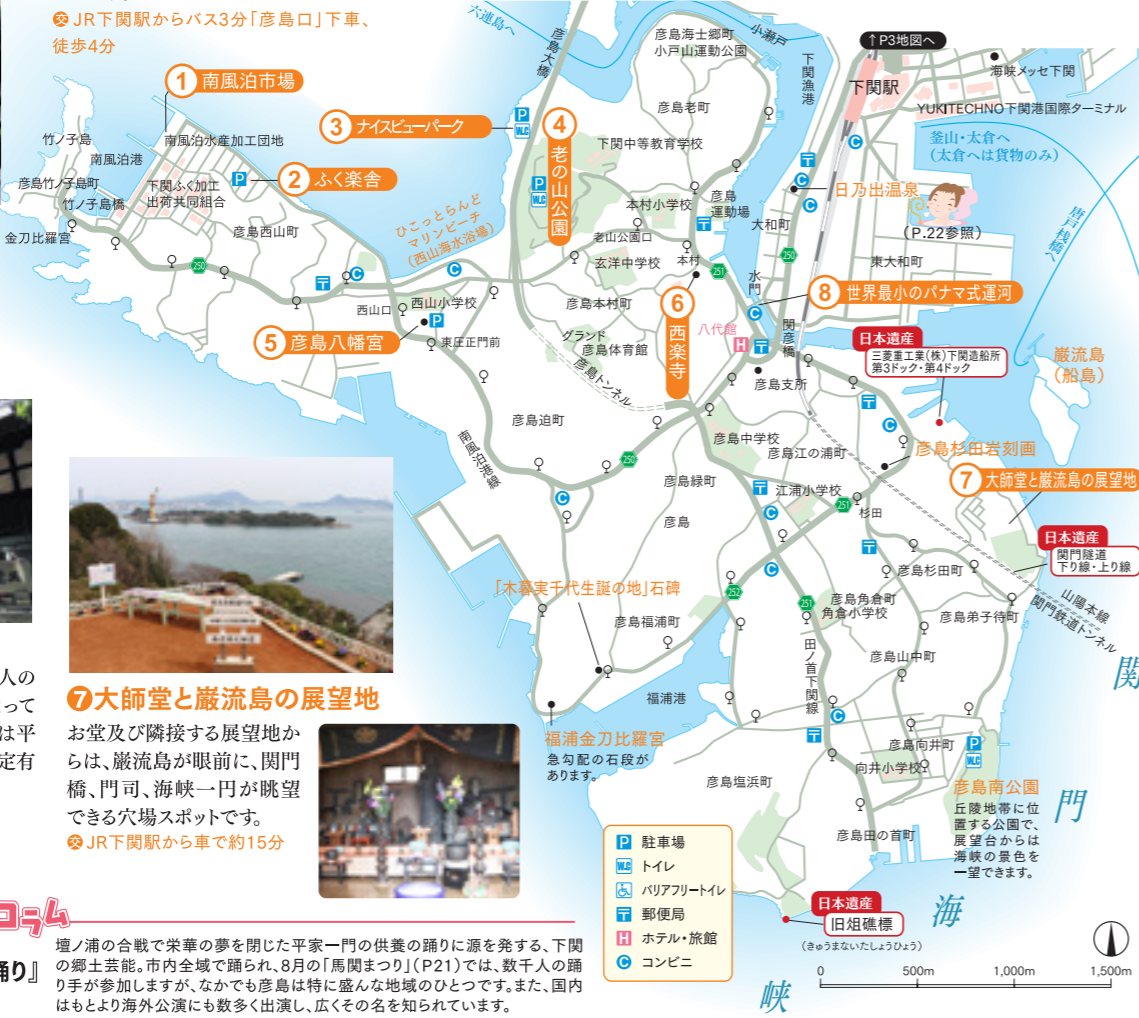 交JR下関駅からバス3分「彦島口」下車、
徒歩4分
① 南風泊市場
② ふく楽舎
③ ナイスビューパーク
④ 老の山公園
⑤ 彦島八幡宮
⑥ 西楽寺
⑧ 世界最小のパナマ式運河
⑦ 大師堂と巌流島の展望地
六連島へ
彦島大橋
小瀬戸
彦島海士郷町
小戸山運動公園
下関漁港
↑P3地図へ
下関駅
海峡メッセ下関
YUKITECHNO下関港国際ターミナル
釜山・太倉へ
(太倉へは貨物のみ)
唐戸桟橋へ
日乃出温泉
(P.22参照)
竹ノ子島
南風泊港
南風泊水産加工団地
彦島竹ノ子島町
竹ノ子島橋
金刀比羅宮
下関ふく加工
出荷共同組合
彦島西山町
250
ひこっとらんど
マリンビーチ
(西山海水浴場)
西山口
西山小学校
東圧正門前
彦島老町
下関中等教育学校
本村小学校
彦島
運動場
老山公園口
玄洋中学校
本村
251
彦島本村町
グランド
彦島体育館
彦島トンネル
大和町
250
東大和町
水門
八代館
関彦橋
彦島支所
日本遺産
三菱重工業(株)下関造船所
第3ドック・第4ドック
巌流島
(船島)
彦島迫町
南風泊港線
250
彦島中学校
彦島江の浦町
彦島杉田岩刻画
彦島緑町
江浦小学校
251
杉田
彦島
日本遺産
関門隧道
下り線・上り線
山陽本線
関門鉄道トンネル
彦島杉田町
「木暮実千代生誕の地」石碑
252
251
彦島角倉町
角倉小学校
彦島弟子待町
彦島福浦町
田ノ首下関線
彦島山中町
福浦港
福浦金刀比羅宮
急勾配の石段が
あります。
彦島向井町
向井小学校
彦島塩浜町
彦島南公園
丘陵地帯に位
置する公園で、
展望台からは
海峡の景色を
一望できます。
彦島田の首町
日本遺産
旧俎礁標
(きゅうまないたしょうひょう)
関
門
海
峡
人の
って
は平
定有
❼大師堂と巌流島の展望地
お堂及び隣接する展望地か
らは、巌流島が眼前に、関門
橋、門司、海峡一円が眺望
できる穴場スポットです。
交JR下関駅から車で約15分
P 駐車場
W.C トイレ
バリアフリートイレ
〒 郵便局
H ホテル・旅館
C コンビニ
0 500m 1,000m 1,500m
コラム
踊り』
壇ノ浦の合戦で栄華の夢を閉じた平家一門の供養の踊りに源を発する、下関
の郷土芸能。市内全域で踊られ、8月の「馬関まつり」(P21)では、数千人の踊
り手が参加しますが、なかでも彦島は特に盛んな地域のひとつです。また、国内
はもとより海外公演にも数多く出演し、広くその名を知られています。